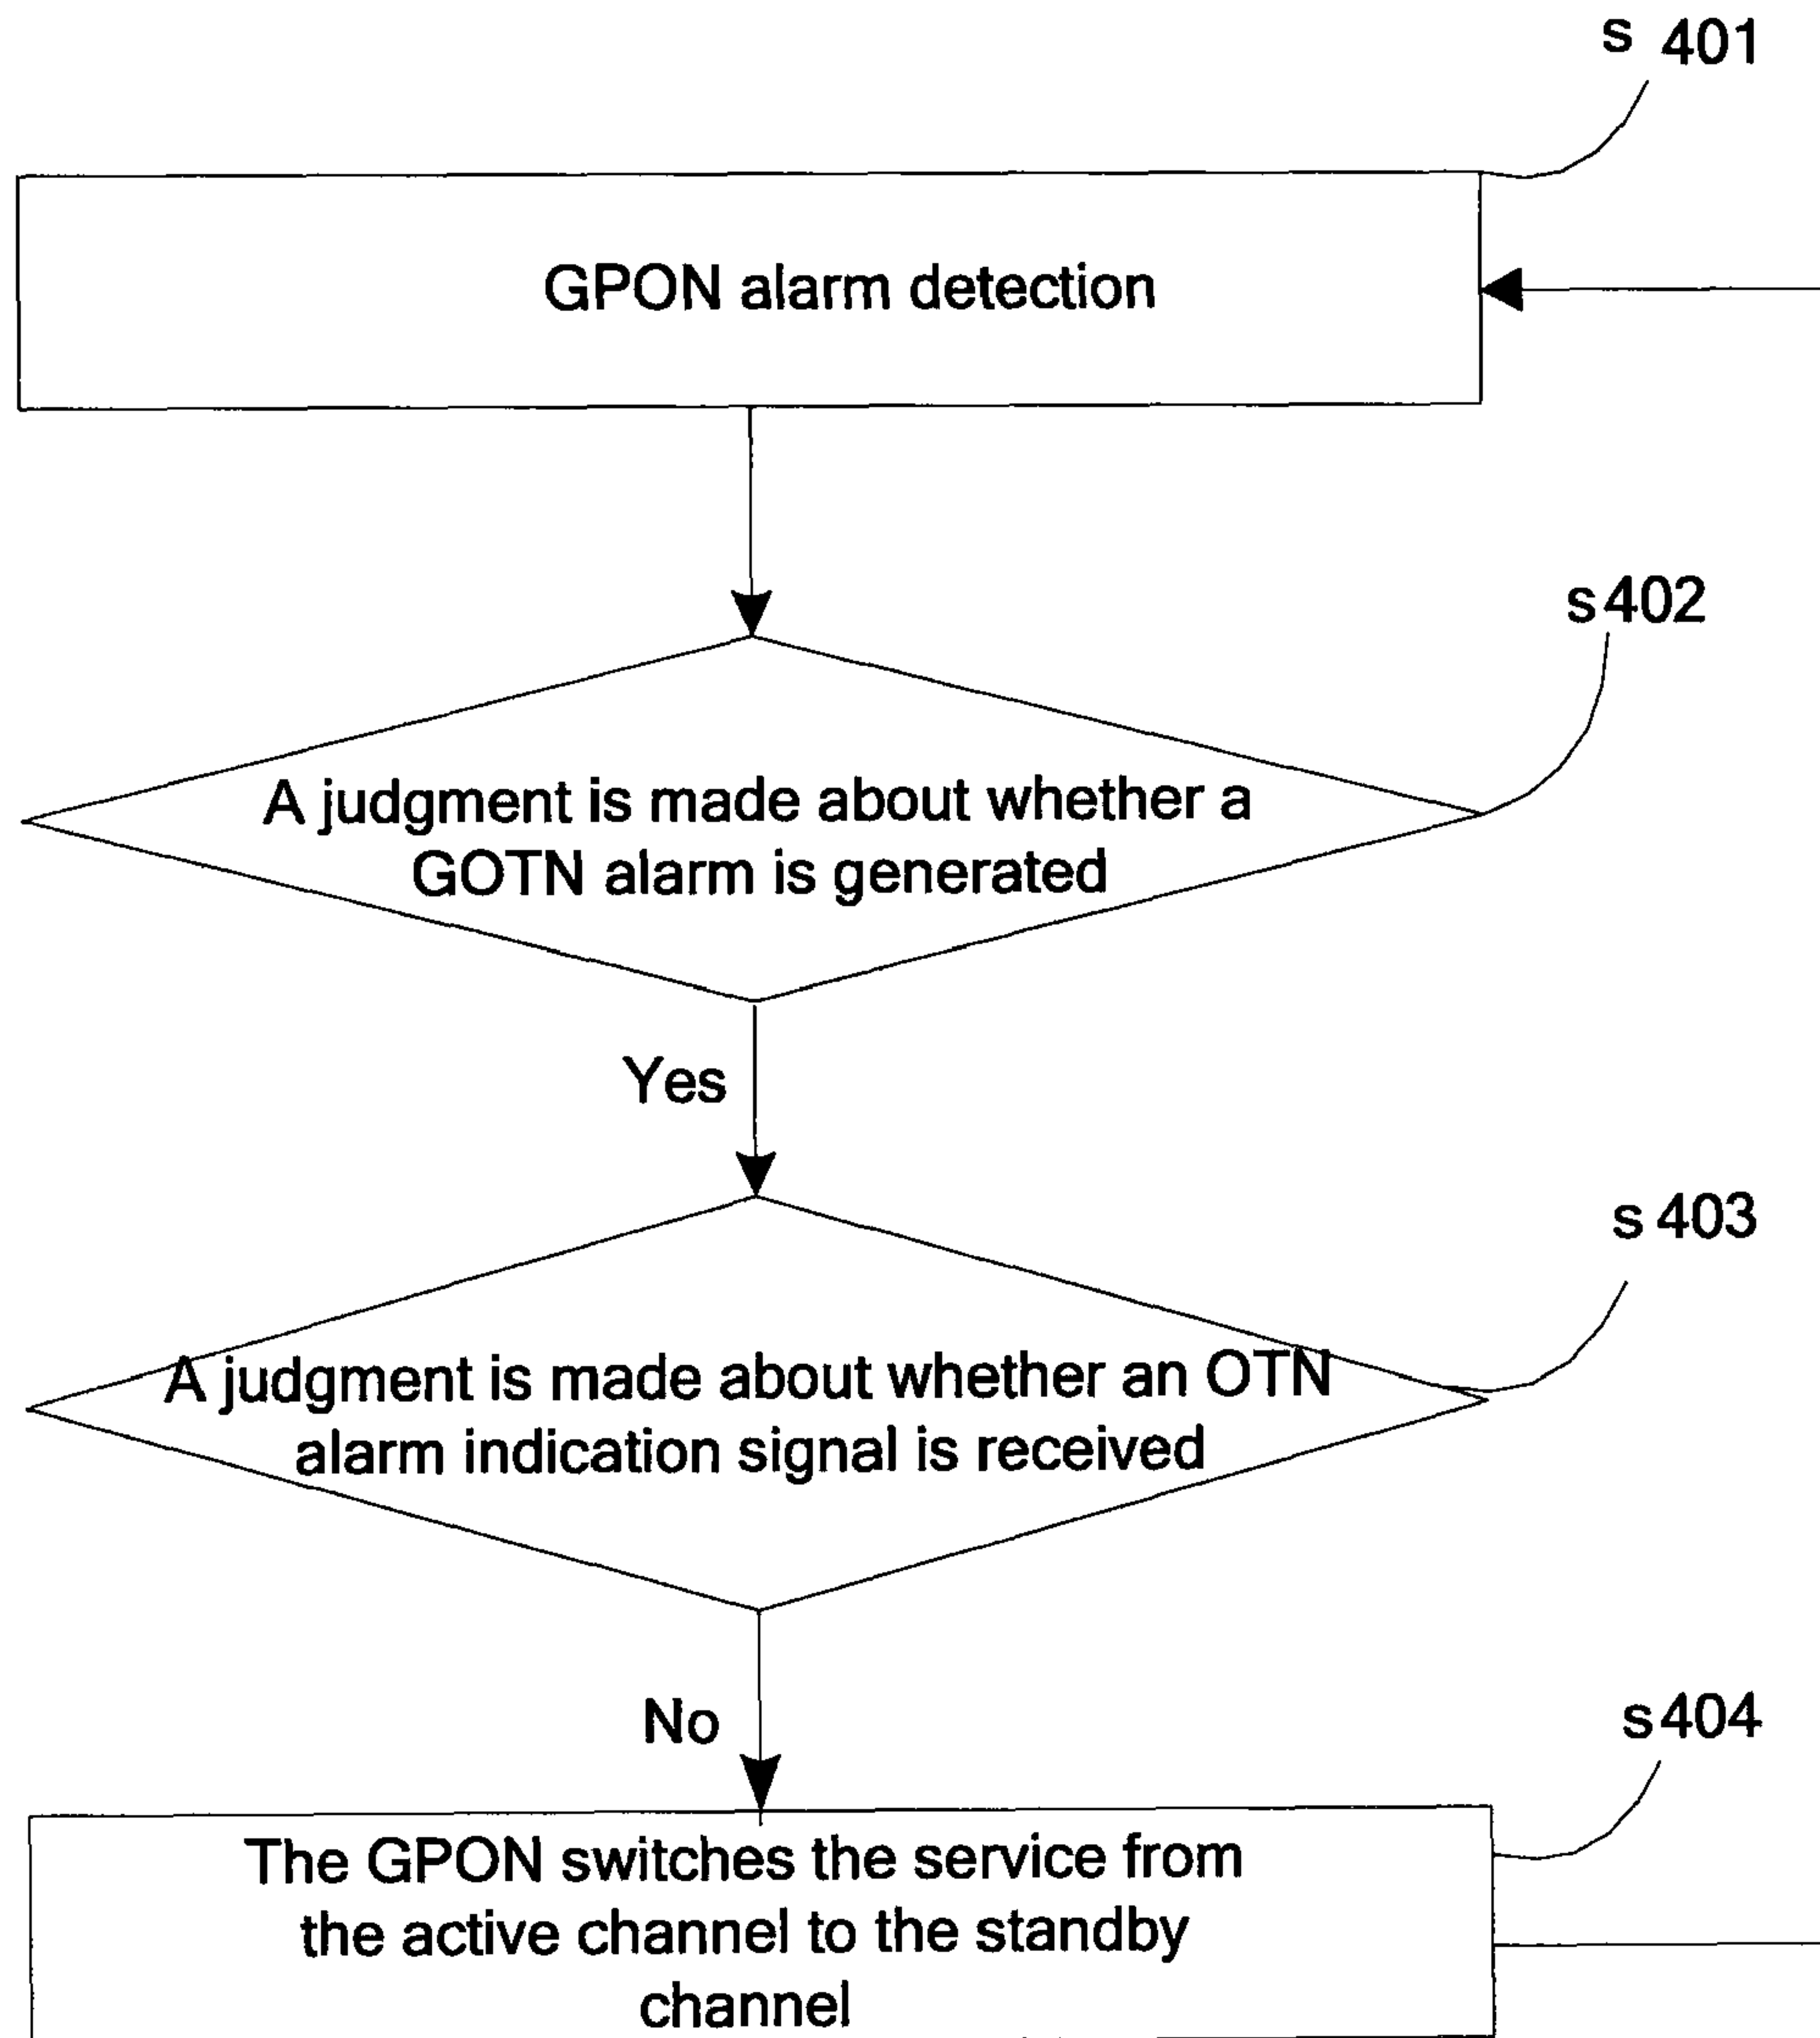 s 401
GPON alarm detection
s402
A judgment is made about whether a
GOTN alarm is generated
Yes
s 403
A judgment is made about whether an OTN
alarm indication signal is received
No
s404
The GPON switches the service from
the active channel to the standby
channel